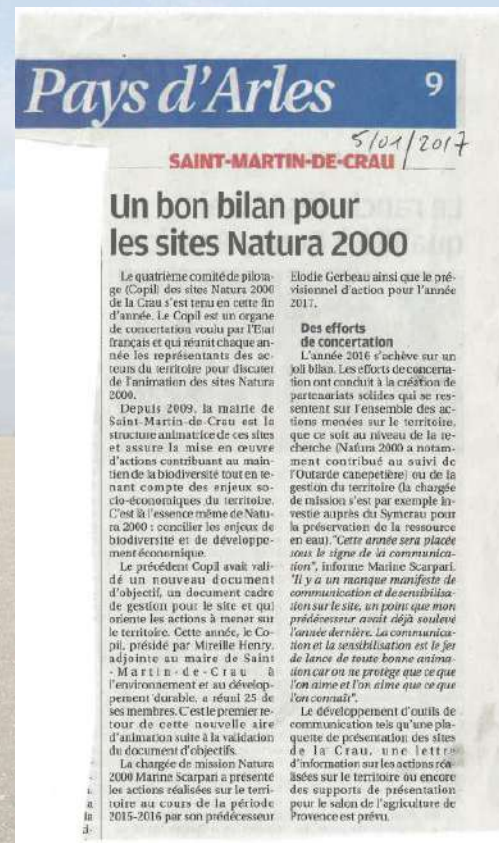 Pays d'Arles 9
5/01/2017
SAINT-MARTIN-DE-CRAU
Un bon bilan pour
les sites Natura 2000
Le quatrième comité de pilota-
ge (Copil) des sites Natura 2000
de la Crau s'est tenu en cette fin
d'année. Le Copil est un organe
de concertation voulu par l'Etat
français et qui réunit chaque an-
née les représentants des ac-
teurs du territoire pour discuter
de l'animation des sites Natura
2000.
Depuis 2009, la mairie de
Saint-Martin-de-Crau est la
structure animatrice de ces sites
et assure la mise en œuvre
d'actions contribuant au main-
tien de la biodiversité tout en te-
nant compte des enjeux so-
cio-économiques du territoire.
C'est là l'essence même de Natu-
ra 2000 : concilier les enjeux de
biodiversité et de développe-
ment économique.
Le précédent Copil avait vali-
dé un nouveau document
d'objectif, un document cadre
de gestion pour le site et qui
oriente les actions à mener sur
le territoire. Cette année, le Co-
pil, présidé par Mireille Henry,
adjointe au maire de Saint
-Martin-de-Crau à
l'environnement et au dévelop-
pement durable, a réuni 25 de
ses membres. C'est le premier re-
tour de cette nouvelle aire
d'animation suite à la validation
du document d'objectifs.
La chargée de mission Natura
2000 Marine Scarpari a présenté
les actions réalisées sur le terri-
toire au cours de la période
2015-2016 par son prédécesseur
Elodie Gerbeau ainsi que le pré-
visionnel d'action pour l'année
2017.
Des efforts
de concertation
L'année 2016 s'achève sur un
joli bilan. Les efforts de concerta-
tion ont conduit à la création de
partenariats solides qui se res-
sentent sur l'ensemble des ac-
tions menées sur le territoire,
que ce soit au niveau de la re-
cherche (Natura 2000 a notam-
ment contribué au suivi de
l'Outarde canepetière) ou de la
gestion du territoire (la chargée
de mission s'est par exemple in-
vestie auprès du Symcrau pour
la préservation de la ressource
en eau). "Cette année sera placée
sous le signe de la communica-
tion", informe Marine Scarpari.
"Il y a un manque manifeste de
communication et de sensibilisa-
tion sur le site, un point que mon
prédécesseur avait déjà soulevé
l'année dernière. La communica-
tion et la sensibilisation est le fer
de lance de toute bonne anima-
tion car on ne protège que ce que
l'on aime et l'on aime que ce que
l'on connaît".
Le développement d'outils de
communication tels qu'une pla-
quette de présentation des sites
de la Crau, une lettre
d'information sur les actions réa-
lisées sur le territoire ou encore
des supports de présentation
pour le salon de l'agriculture de
Provence est prévu.